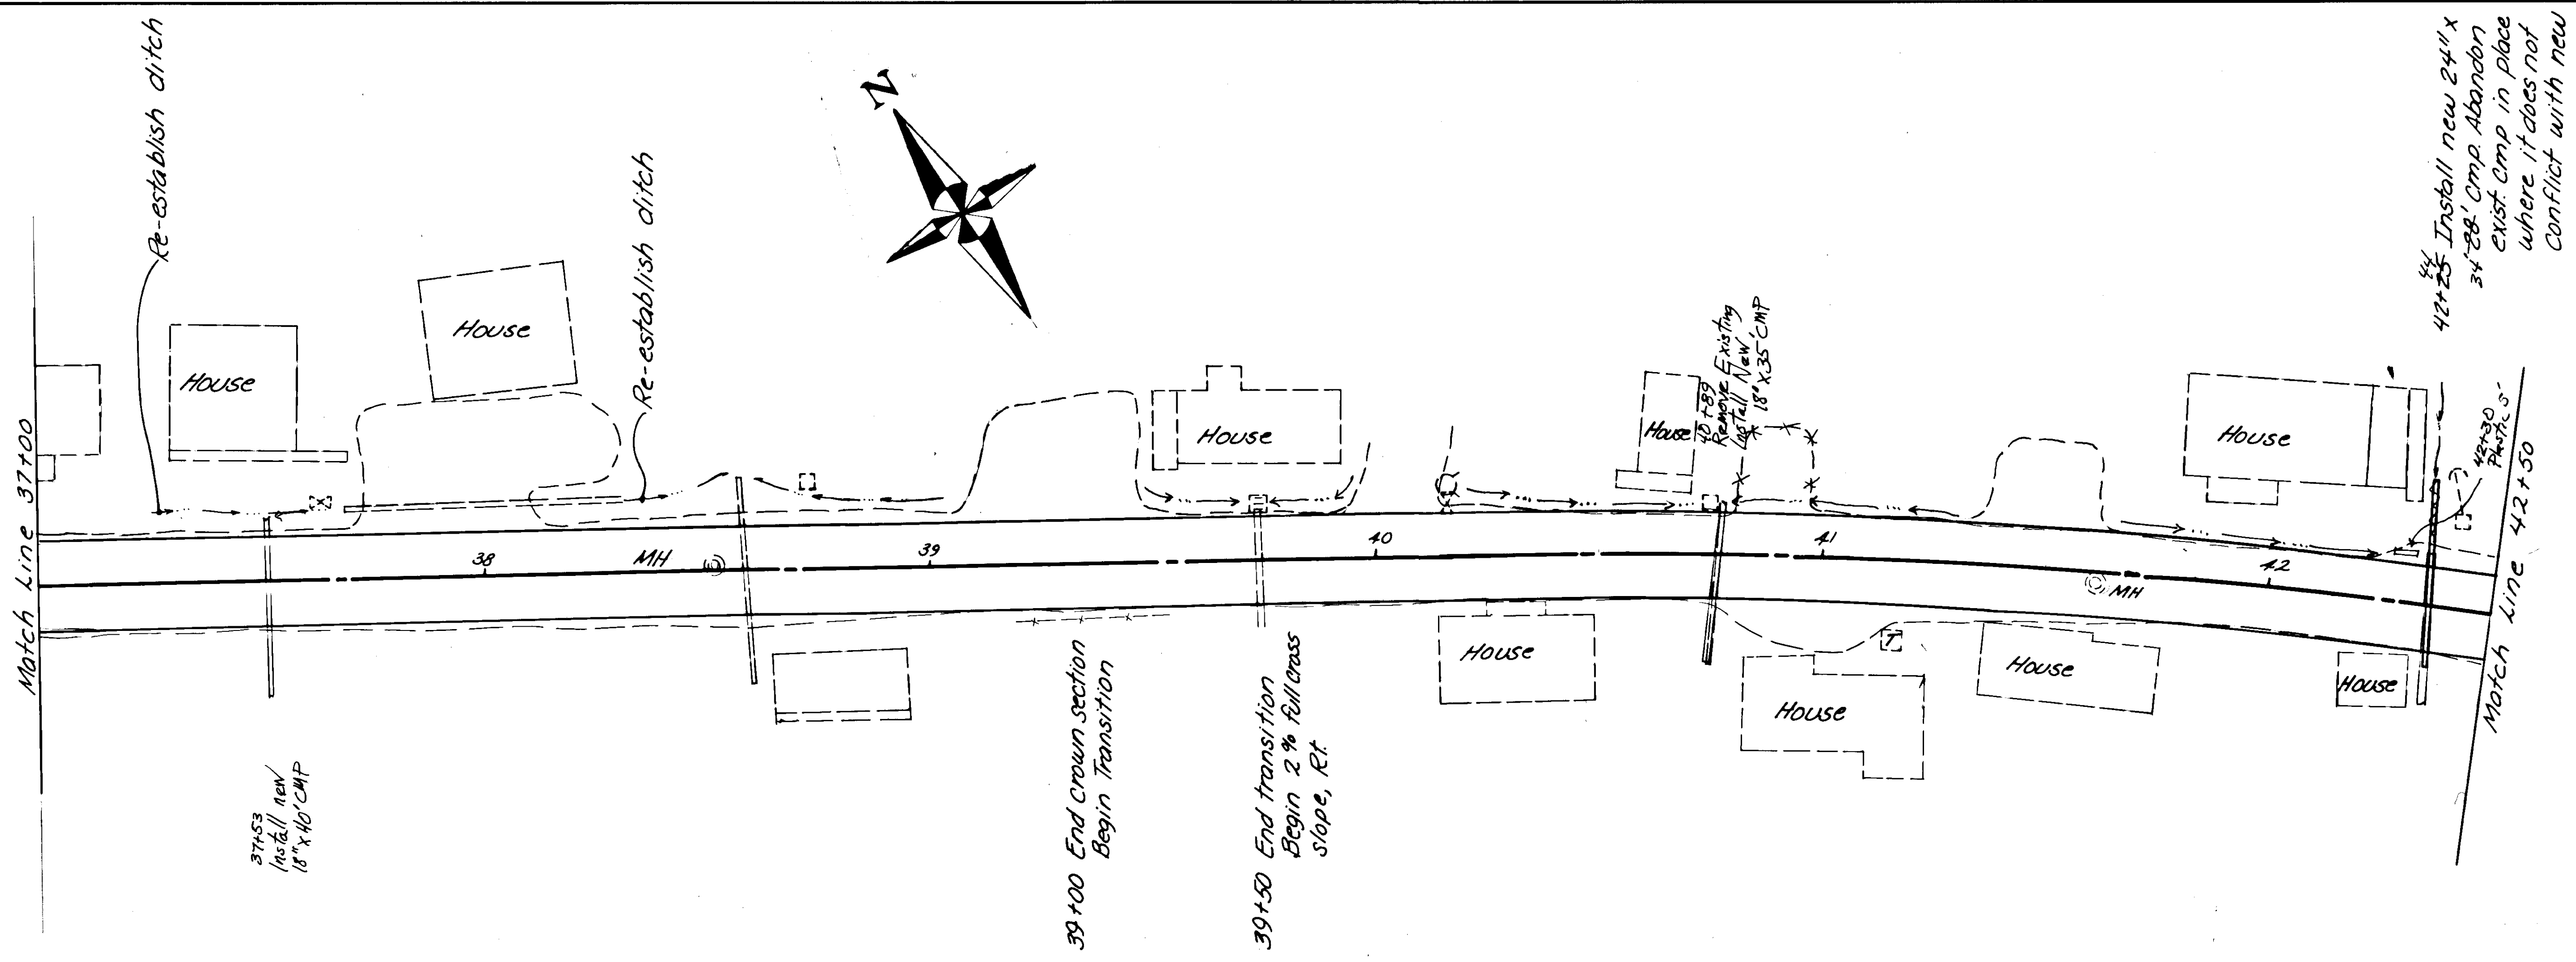 Re-establish ditch
Re-establish ditch
N
Match Line 37+00
House
House
House
House
House
38
39
40
41
42
MH
MH
X
T
40+89
Remove Existing
Install New
18" x 35' CMP
44
42+25 Install new 24" x
34' 28' cmp. Abandon
exist. cmp in place
where it does not
conflict with new
42+30
Match Line 42+50
37+53
Install new
18" x 40' CMP
39+00 End crown section
Begin Transition
39+50 End transition
Begin 2% full cross
slope, Rt.
House
House
House
House